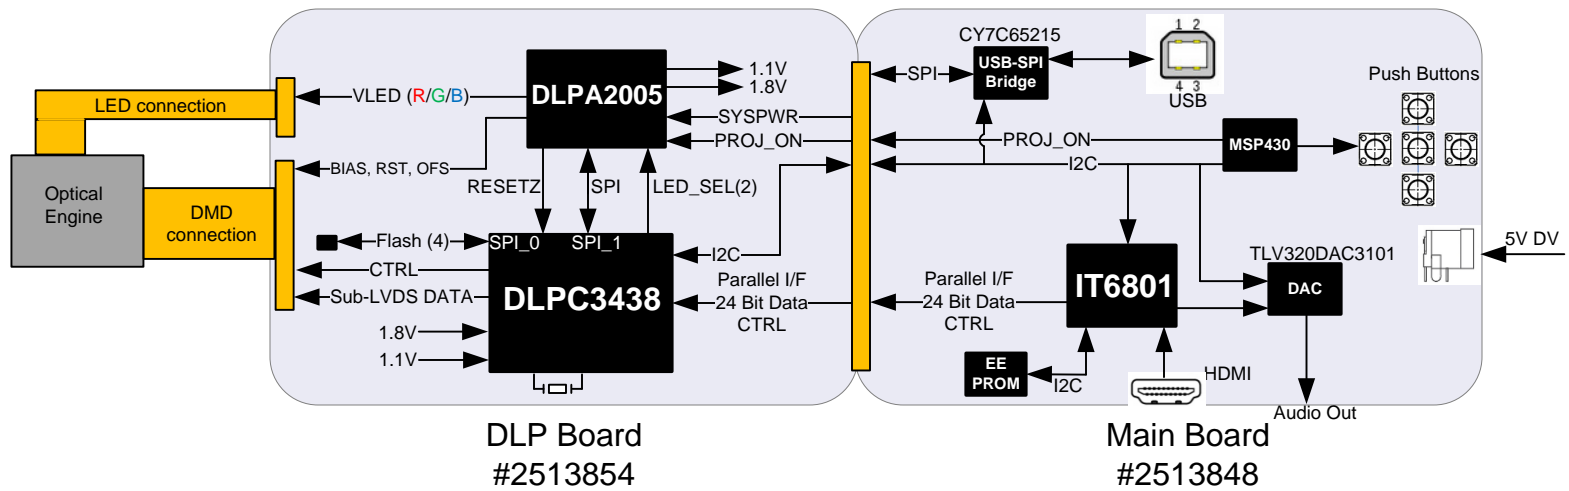 LED connection
Optical
Engine
DMD
connection
VLED (R/G/B)
BIAS, RST, OFS
DLPA2005
1.1V
1.8V
SYSPWR
PROJ_ON
RESETZ
SPI
LED_SEL(2)
Flash (4)
SPI_0
SPI_1
CTRL
DLPC3438
Sub-LVDS DATA
1.8V
1.1V
I2C
Parallel I/F
24 Bit Data
CTRL
DLP Board
#2513854
SPI
CY7C65215
USB-SPI
Bridge
1 2
4 3
USB
Push Buttons
PROJ_ON
MSP430
I2C
5V DV
TLV320DAC3101
IT6801
DAC
Parallel I/F
24 Bit Data
CTRL
EE
PROM
I2C
HDMI
Audio Out
Main Board
#2513848